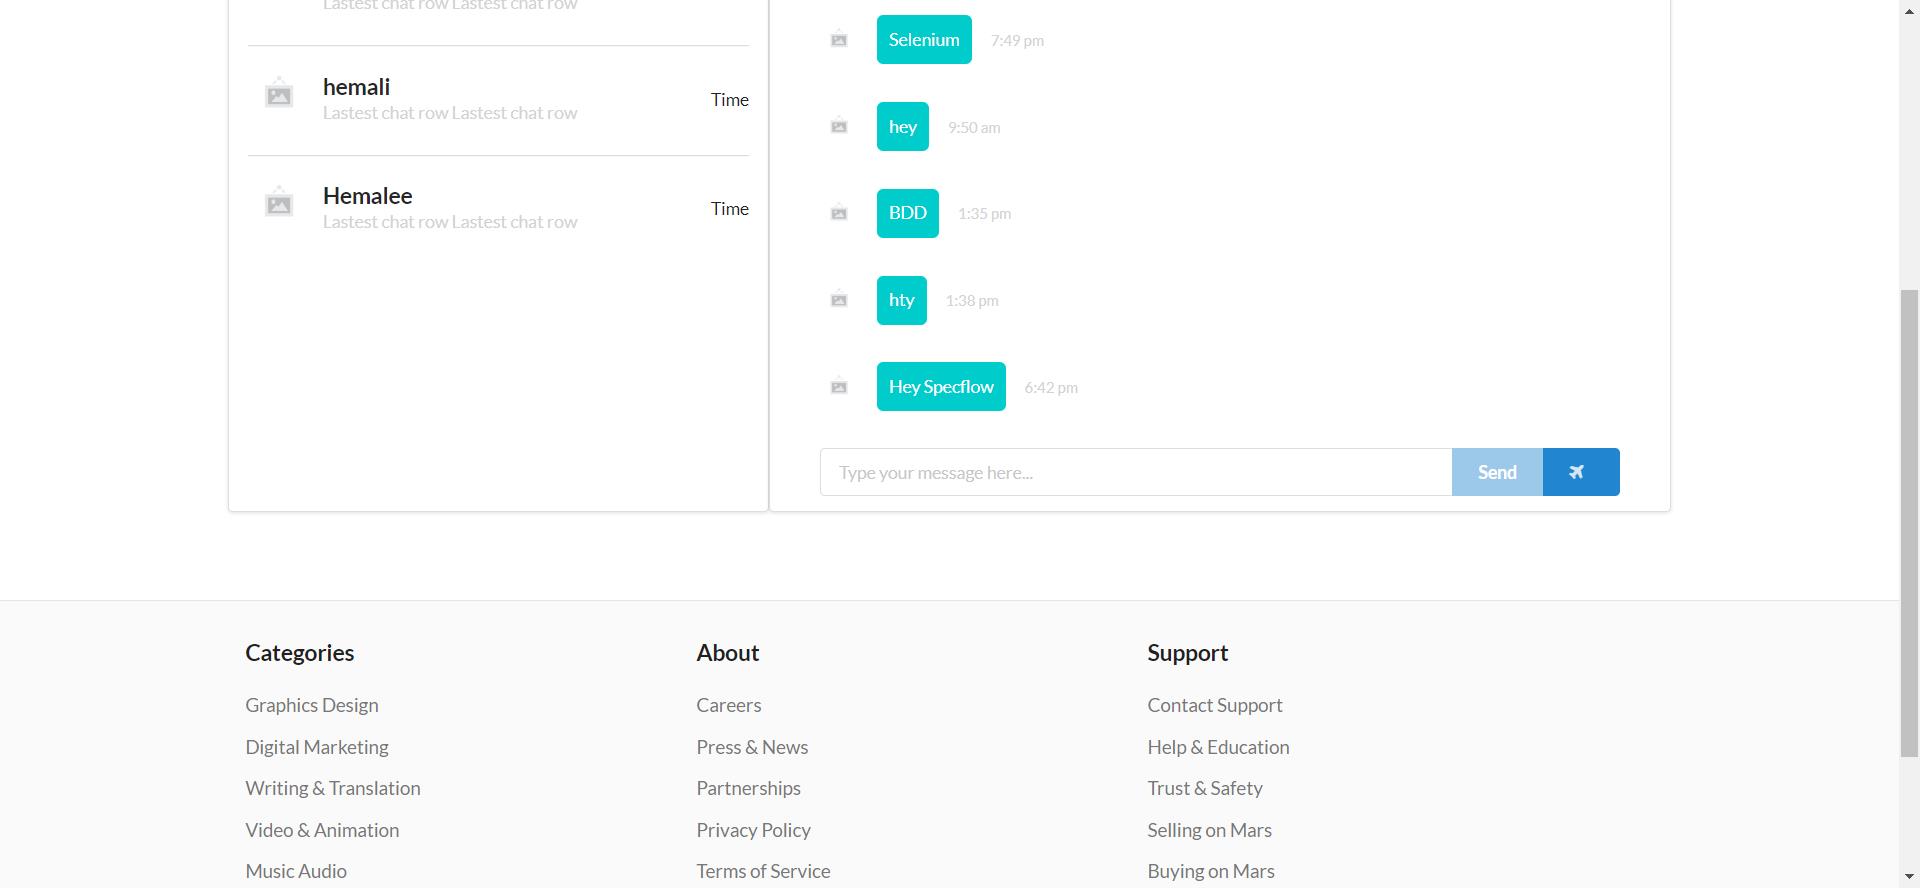 Lastest chat row Lastest chat row
hemali
Lastest chat row Lastest chat row
Time
Hemalee
Lastest chat row Lastest chat row
Time
Selenium 7:49 pm
hey 9:50 am
BDD 1:35 pm
hty 1:38 pm
Hey Specflow 6:42 pm
Type your message here... Send
Categories
Graphics Design
Digital Marketing
Writing & Translation
Video & Animation
Music Audio
About
Careers
Press & News
Partnerships
Privacy Policy
Terms of Service
Support
Contact Support
Help & Education
Trust & Safety
Selling on Mars
Buying on Mars